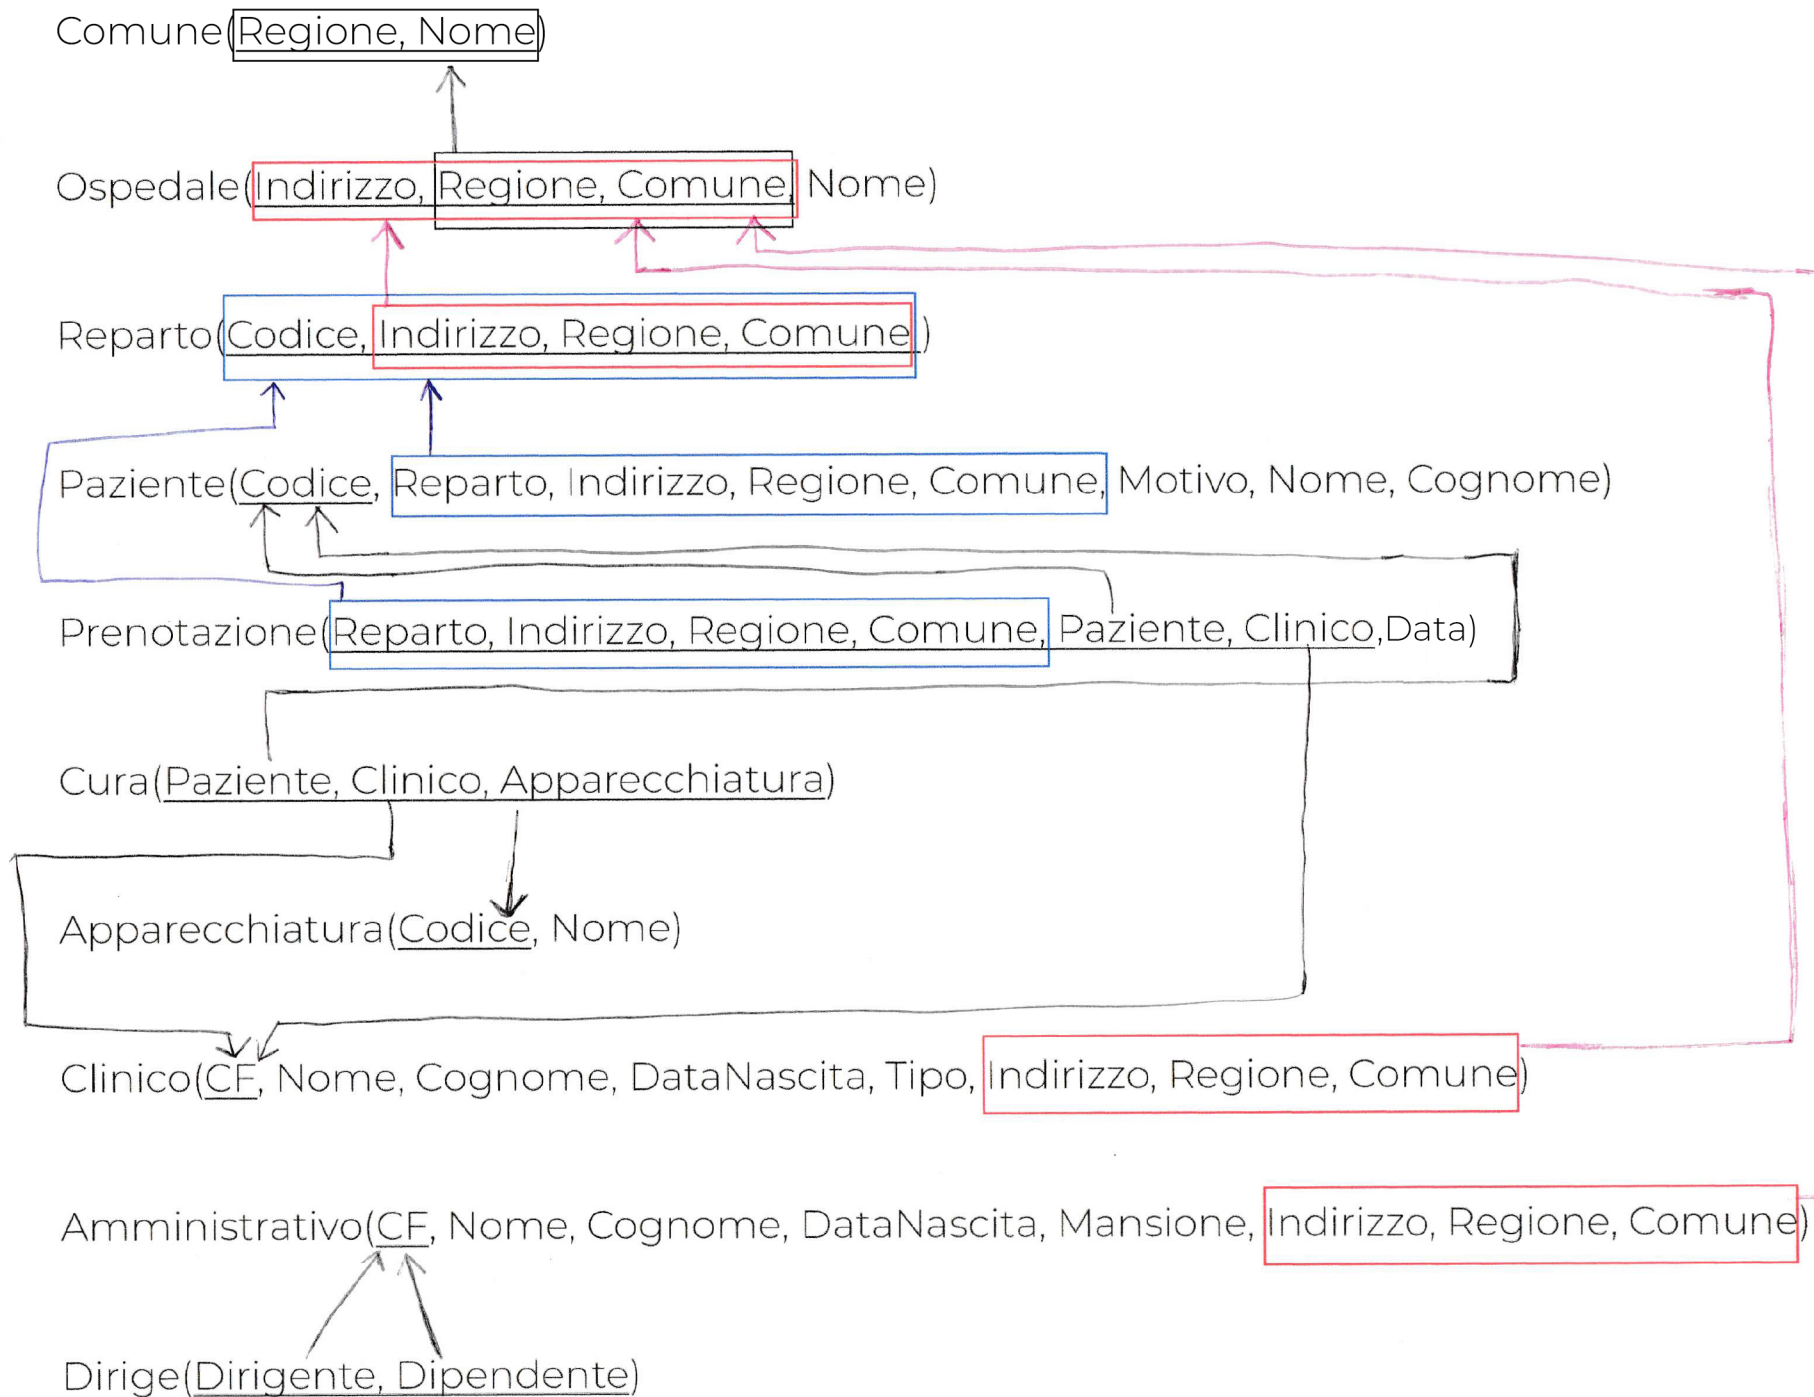 Comune(Regione, Nome)
Ospedale(Indirizzo, Regione, Comune, Nome)
Reparto(Codice, Indirizzo, Regione, Comune )
Paziente(Codice, Reparto, Indirizzo, Regione, Comune, Motivo, Nome, Cognome)
Prenotazione(Reparto, Indirizzo, Regione, Comune, Paziente, Clinico,Data)
Cura(Paziente, Clinico, Apparecchiatura)
Apparecchiatura(Codice, Nome)
Clinico(CF, Nome, Cognome, DataNascita, Tipo, Indirizzo, Regione, Comune)
Amministrativo(CF, Nome, Cognome, DataNascita, Mansione, Indirizzo, Regione, Comune)
Dirige(Dirigente, Dipendente)